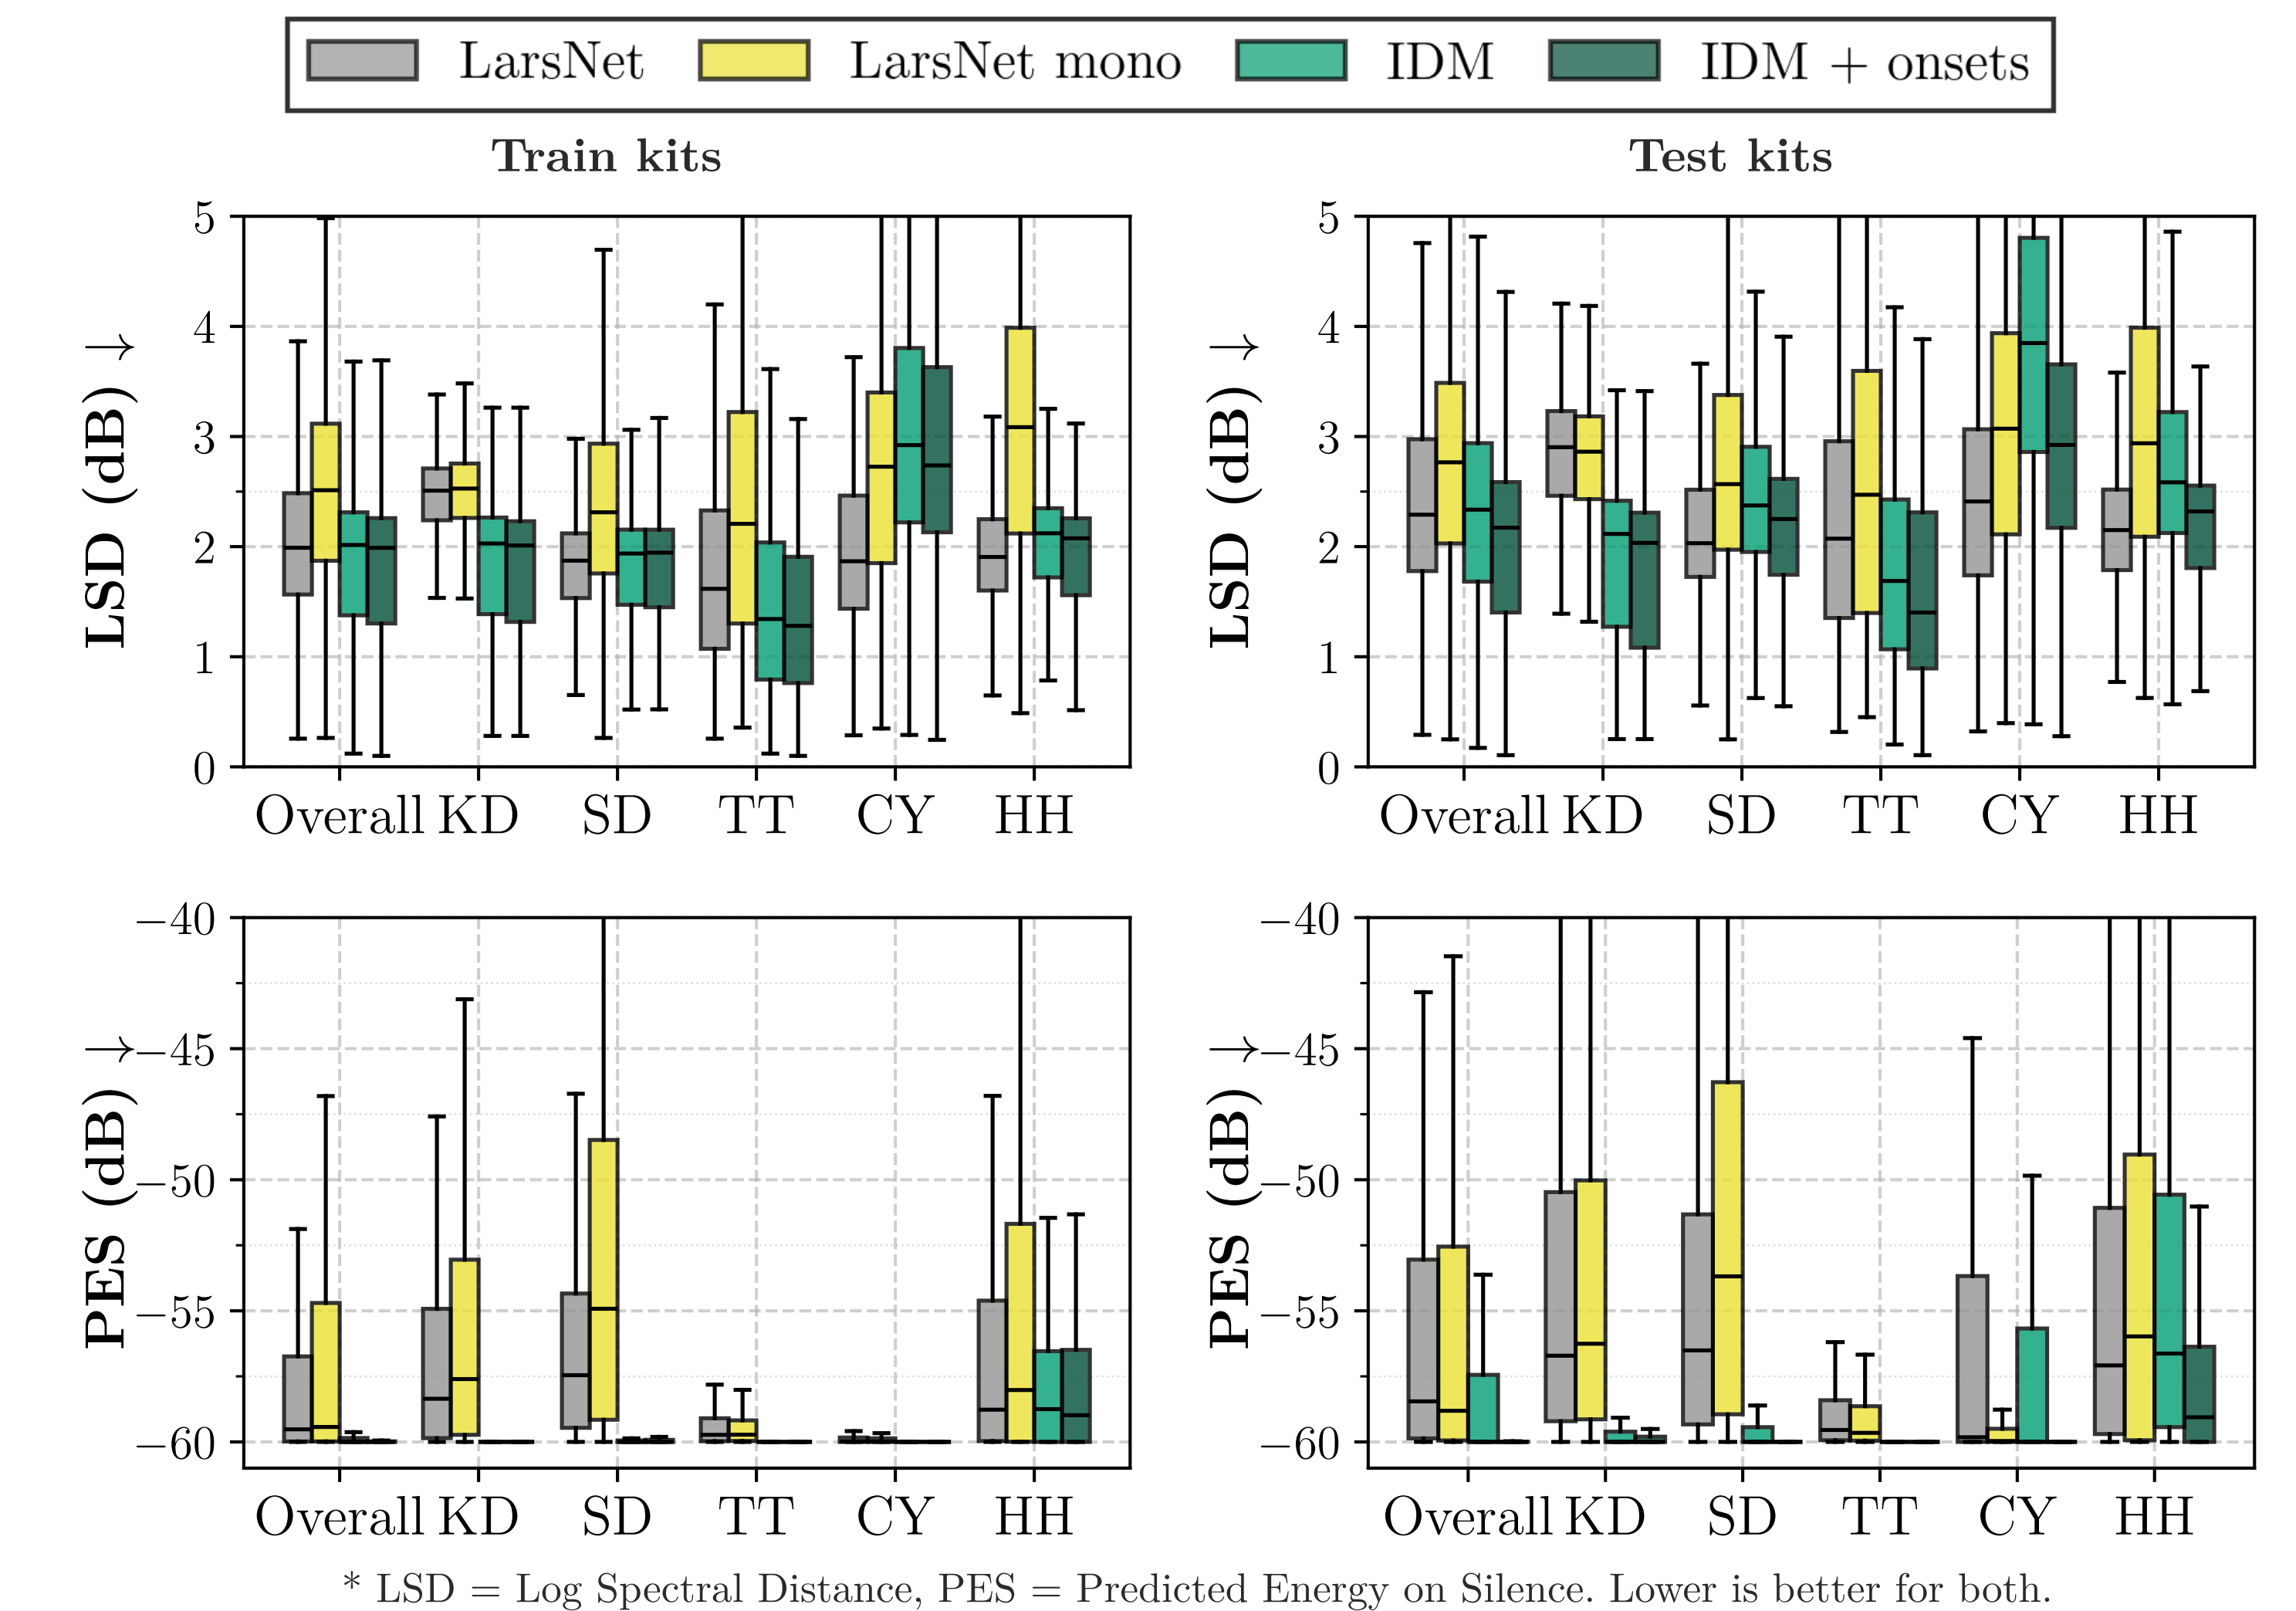 LarsNet LarsNet mono IDM IDM + onsets
Train kits Test kits
LSD (dB) ↓
5
4
3
2
1
0
Overall KD SD TT CY HH
LSD (dB) ↓
5
4
3
2
1
0
Overall KD SD TT CY HH
PES (dB) ↓
−40
−45
−50
−55
−60
Overall KD SD TT CY HH
PES (dB) ↓
−40
−45
−50
−55
−60
Overall KD SD TT CY HH
* LSD = Log Spectral Distance, PES = Predicted Energy on Silence. Lower is better for both.